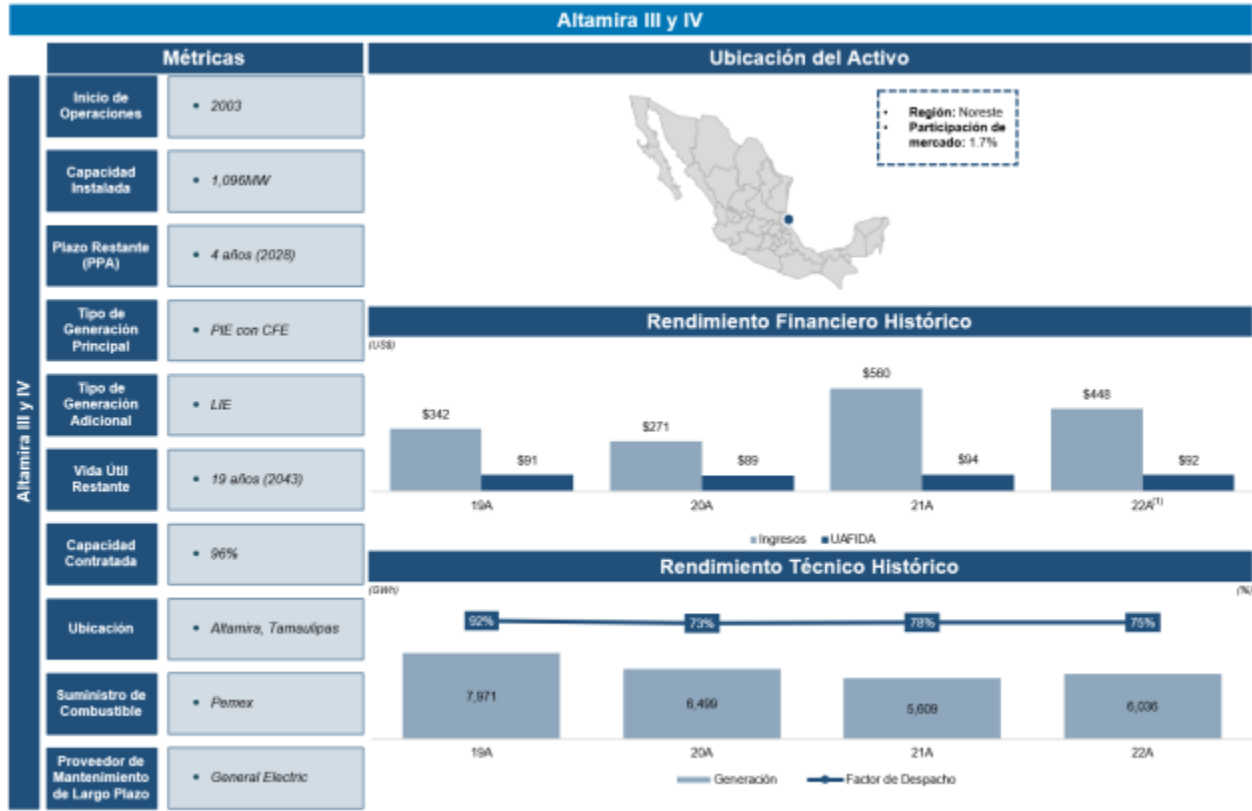 Altamira III y IV
Métricas
Altamira III y IV
Inicio de
Operaciones
• 2003
Capacidad
Instalada
• 1,096MW
Plazo Restante
(PPA)
• 4 años (2028)
Tipo de
Generación
Principal
• PIE con CFE
Tipo de
Generación
Adicional
• LIE
Vida Útil
Restante
• 19 años (2043)
Capacidad
Contratada
• 96%
Ubicación
• Altamira, Tamaulipas
Suministro de
Combustible
• Pemex
Proveedor de
Mantenimiento
de Largo Plazo
• General Electric
Ubicación del Activo
• Región: Noreste
• Participación de
mercado: 1.7%
Rendimiento Financiero Histórico
(US$)
$342
$91
$271
$89
$560
$94
$448
$92
19A
20A
21A
22A(1)
Ingresos
UAFIDA
Rendimiento Técnico Histórico
(GWh)
(%)
92%
73%
78%
75%
7,971
6,499
5,609
6,036
19A
20A
21A
22A
Generación
Factor de Despacho